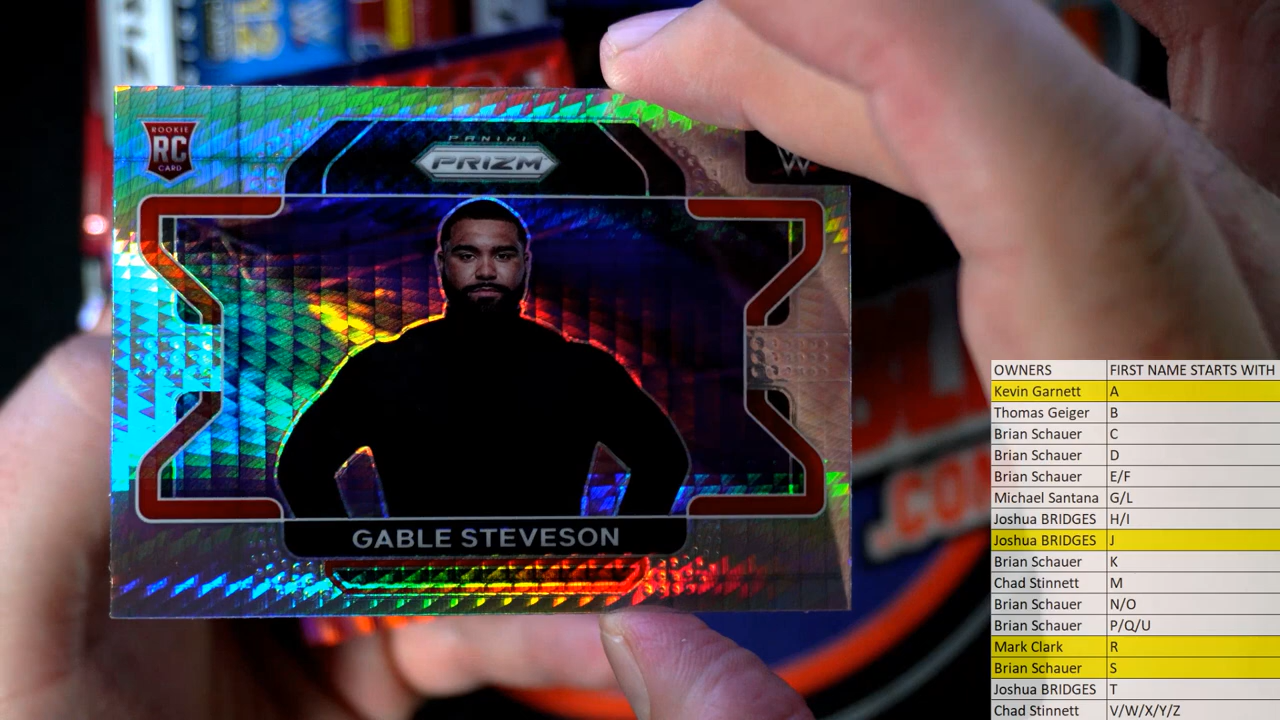 ROOKIE
RC
CARD
PANINI
PRIZM
W
GABLE STEVESON
.CO
OWNERS FIRST NAME STARTS WITH
Kevin Garnett A
Thomas Geiger B
Brian Schauer C
Brian Schauer D
Brian Schauer E/F
Michael Santana G/L
Joshua BRIDGES H/I
Joshua BRIDGES J
Brian Schauer K
Chad Stinnett M
Brian Schauer N/O
Brian Schauer P/Q/U
Mark Clark R
Brian Schauer S
Joshua BRIDGES T
Chad Stinnett V/W/X/Y/Z